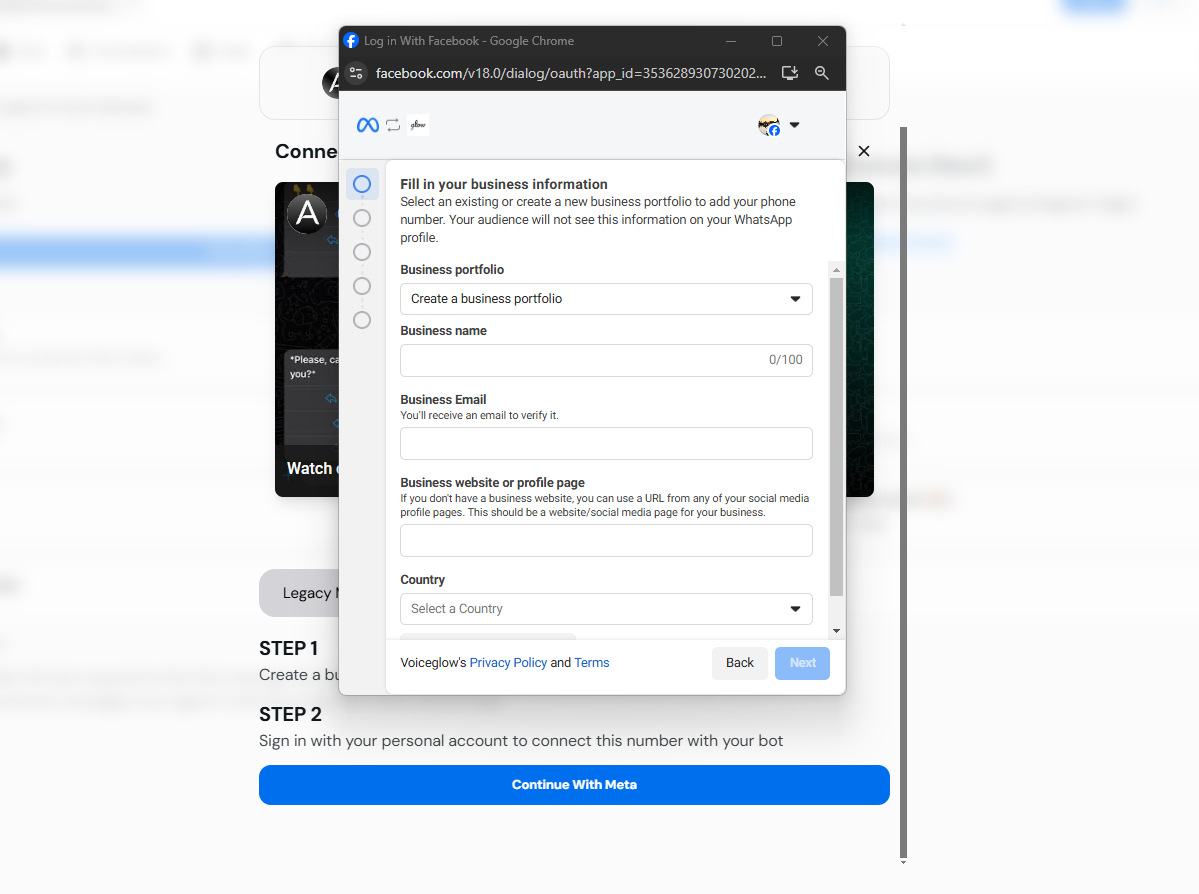 Log in With Facebook - Google Chrome
facebook.com/v18.0/dialog/oauth?app_id=353628930730202...
glow
Conne
A
Fill in your business information
Select an existing or create a new business portfolio to add your phone
number. Your audience will not see this information on your WhatsApp
profile.
Business portfolio
Create a business portfolio
Business name
0/100
*Please, ca
you?*
Business Email
You'll receive an email to verify it.
Watch
Business website or profile page
If you don't have a business website, you can use a URL from any of your social media
profile pages. This should be a website/social media page for your business.
Country
Select a Country
Legacy
Voiceglow's Privacy Policy and Terms
Back
Next
STEP 1
Create a bu
STEP 2
Sign in with your personal account to connect this number with your bot
Continue With Meta